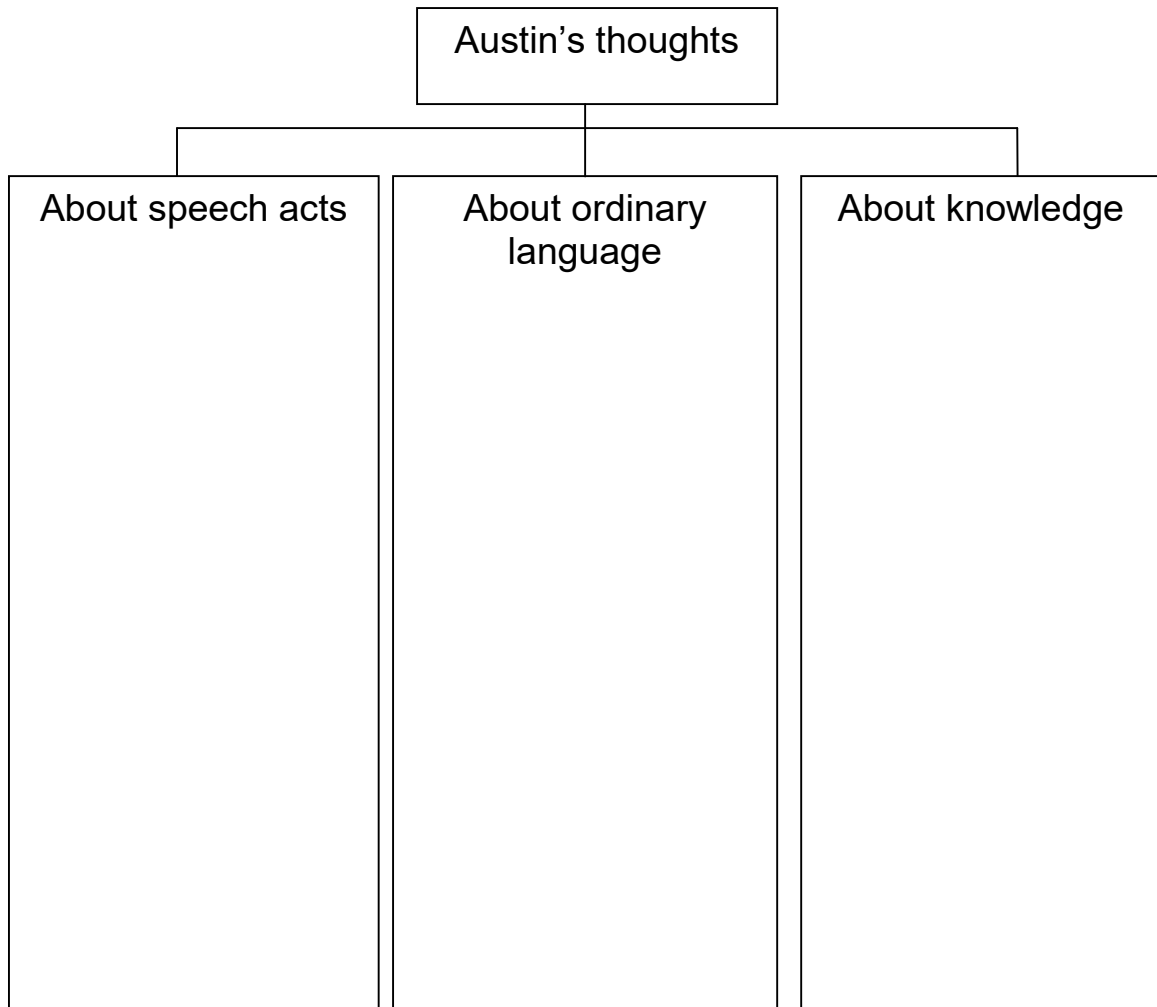 Austin’s thoughts
About speech acts
About ordinary
language
About knowledge